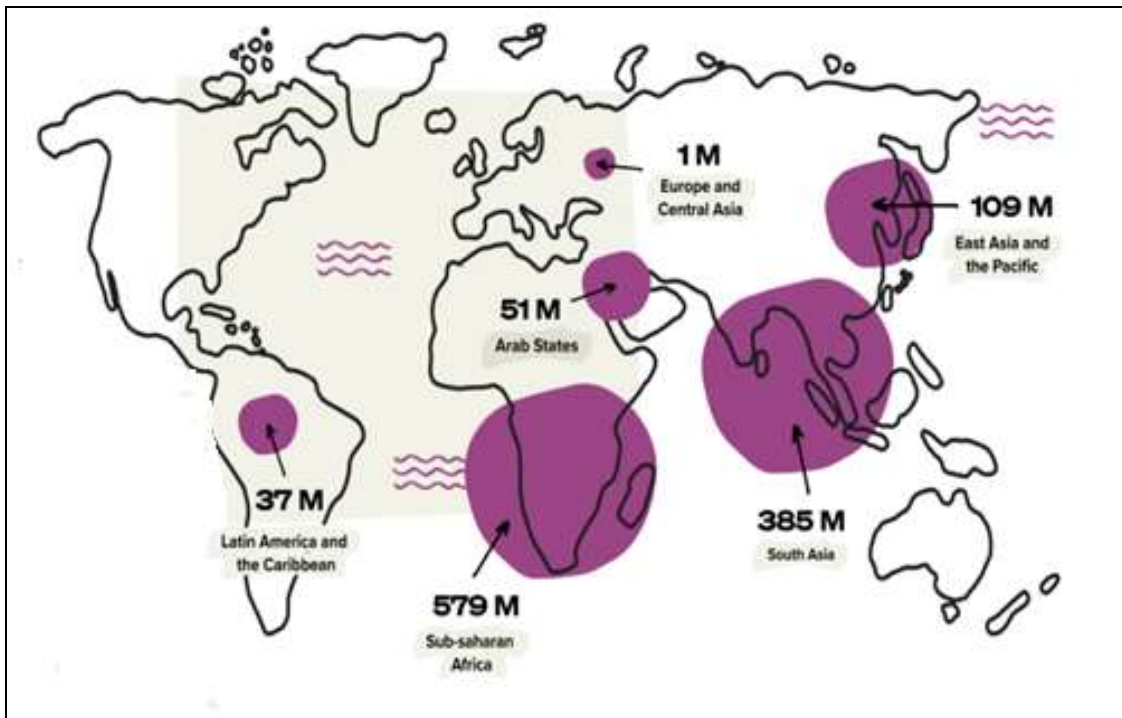 1 M
Europe and
Central Asia
109 M
East Asia and
the Pacific
51 M
Arab States
37 M
Latin America and
the Caribbean
385 M
South Asia
579 M
Sub-saharan
Africa